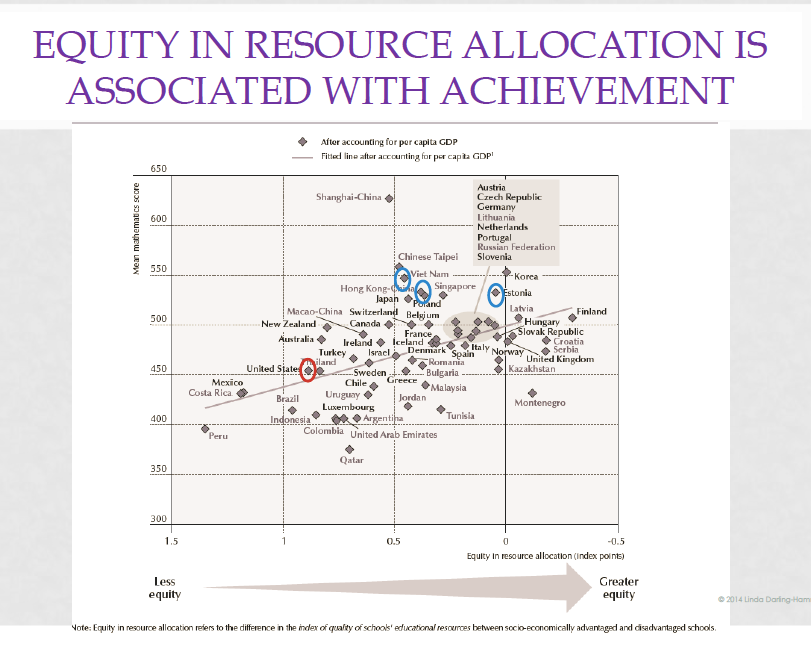 EQUITY IN RESOURCE ALLOCATION IS
ASSOCIATED WITH ACHIEVEMENT
After accounting for per capita GDP
Fitted line after accounting for per capita GDP¹
Mean mathematics score
650
600
550
500
450
400
350
300
Shanghai-China
Austria
Czech Republic
Germany
Lithuania
Netherlands
Portugal
Russian Federation
Slovenia
Chinese Taipei
Viet Nam
Korea
Hong Kong-China
Singapore
Estonia
Japan
Poland
Macao-China
Switzerland
Belgium
Latvia
Finland
New Zealand
Canada
Hungary
France
Slovak Republic
Australia
Ireland
Iceland
Croatia
Turkey
Israel
Denmark
Spain
Italy
Norway
Serbia
United Kingdom
United States
Thailand
Sweden
Romania
Bulgaria
Kazakhstan
Mexico
Chile
Greece
Costa Rica
Brazil
Uruguay
Malaysia
Jordan
Montenegro
Indonesia
Luxembourg
Argentina
Tunisia
Colombia
United Arab Emirates
Peru
Qatar
1.5
1
0.5
0
-0.5
Equity in resource allocation (index points)
Less
equity
Greater
equity
© 2014 Linda Darling-Ham
Note: Equity in resource allocation refers to the difference in the index of quality of schools' educational resources between socio-economically advantaged and disadvantaged schools.